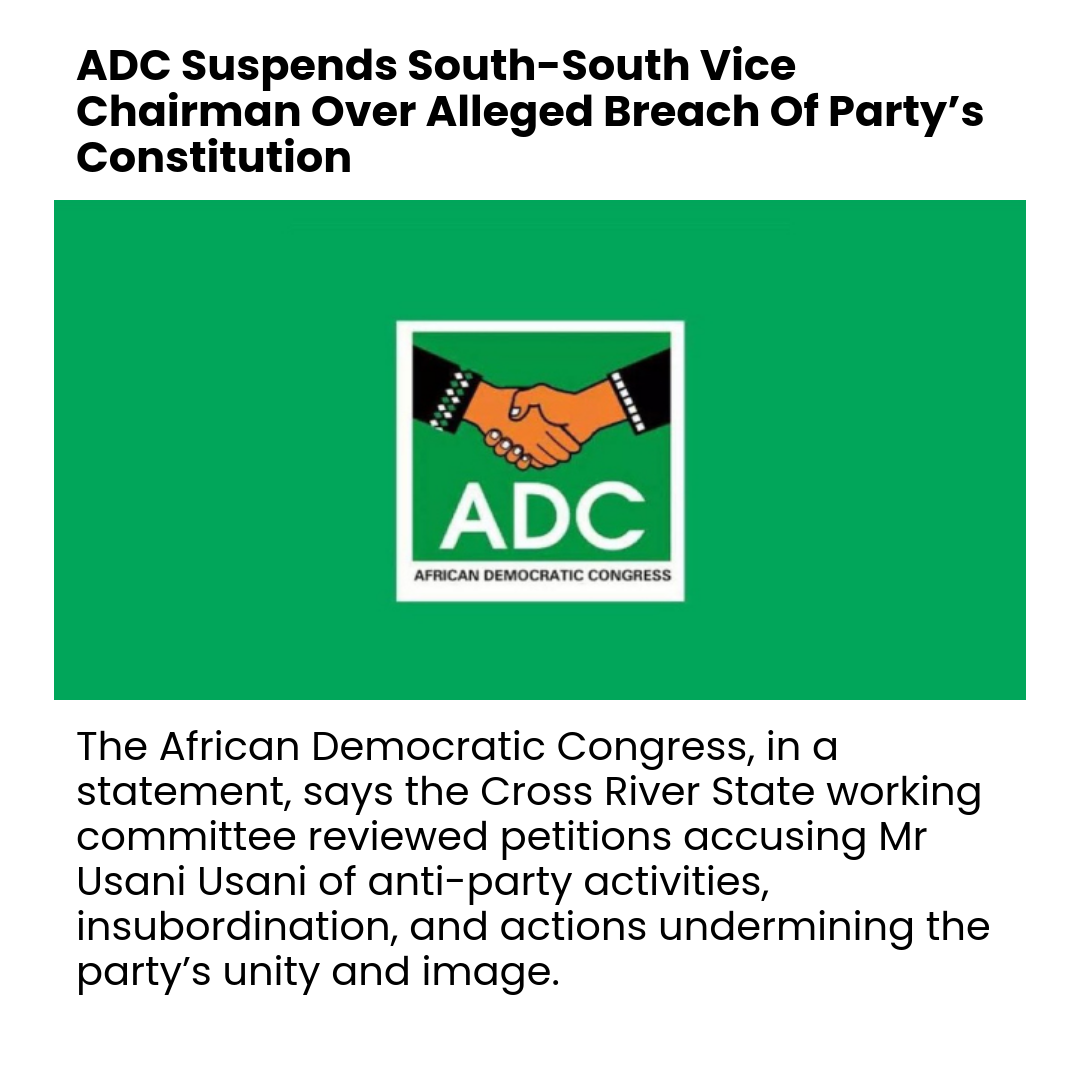 ADC Suspends South-South Vice
Chairman Over Alleged Breach Of Party’s
Constitution
ADC
AFRICAN DEMOCRATIC CONGRESS
The African Democratic Congress, in a
statement, says the Cross River State working
committee reviewed petitions accusing Mr
Usani Usani of anti-party activities,
insubordination, and actions undermining the
party’s unity and image.